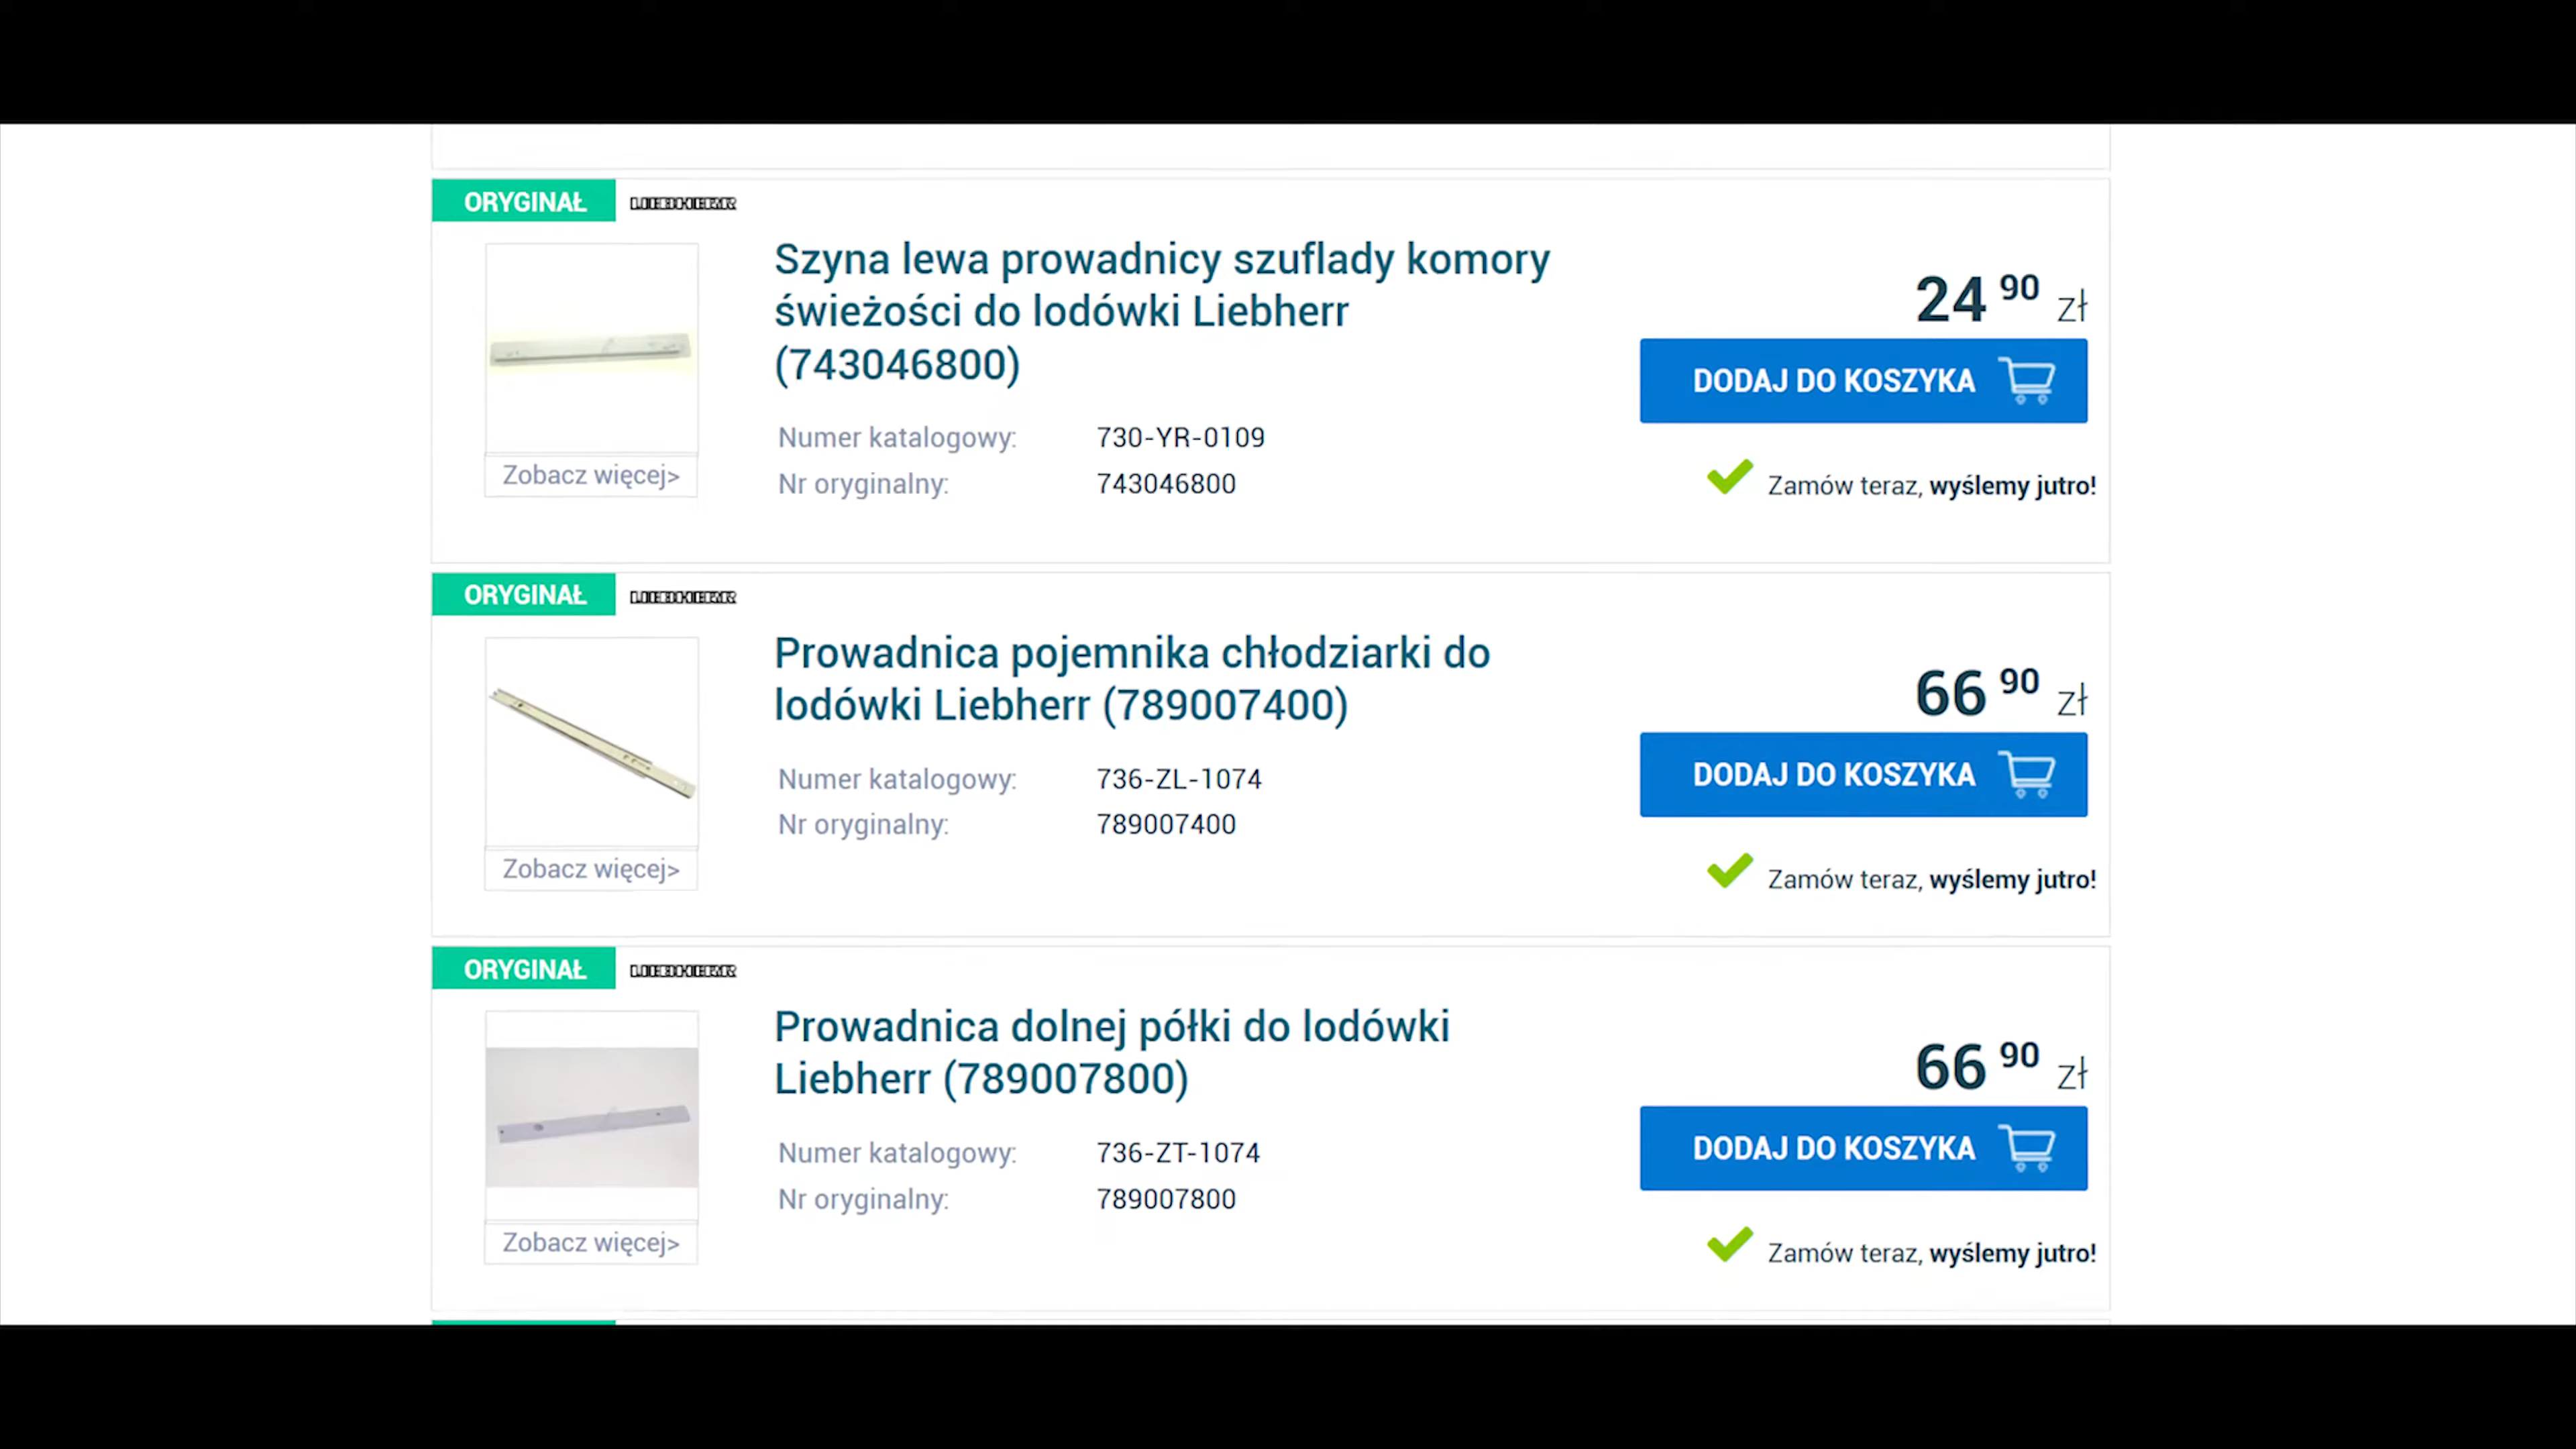 ORYGINAŁ
Szyna lewa prowadnicy szuflady komory
świeżości do lodówki Liebherr
(743046800)
24 90 zł
DODAJ DO KOSZYKA
Numer katalogowy: 730-YR-0109
Nr oryginalny: 743046800
Zobacz więcej>
Zamów teraz, wyślemy jutro!
ORYGINAŁ
Prowadnica pojemnika chłodziarki do
lodówki Liebherr (789007400)
66 90 zł
DODAJ DO KOSZYKA
Numer katalogowy: 736-ZL-1074
Nr oryginalny: 789007400
Zobacz więcej>
Zamów teraz, wyślemy jutro!
ORYGINAŁ
Prowadnica dolnej półki do lodówki
Liebherr (789007800)
66 90 zł
DODAJ DO KOSZYKA
Numer katalogowy: 736-ZT-1074
Nr oryginalny: 789007800
Zobacz więcej>
Zamów teraz, wyślemy jutro!